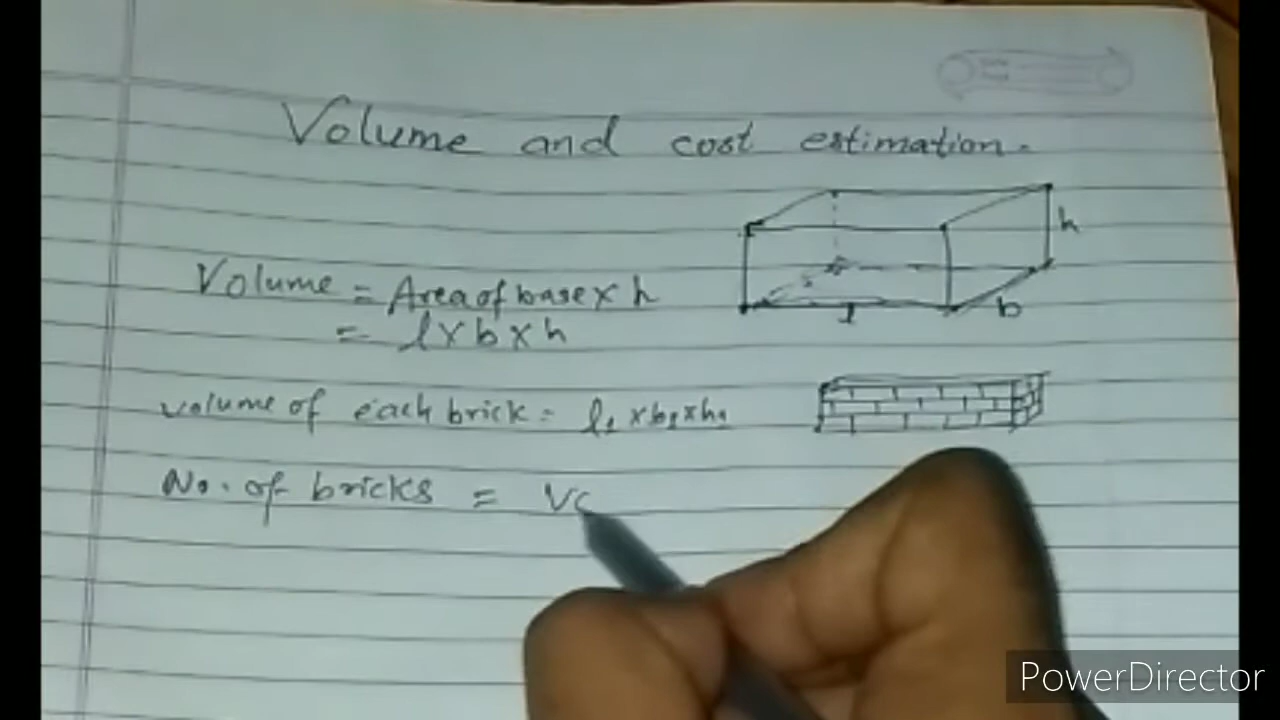 Volume and cost estimation.
h
Volume = Area of base x h
l
b
= l x b x h
volume of each brick = l₁ x b₁ x h₁
No. of bricks = Vo
PowerDirector